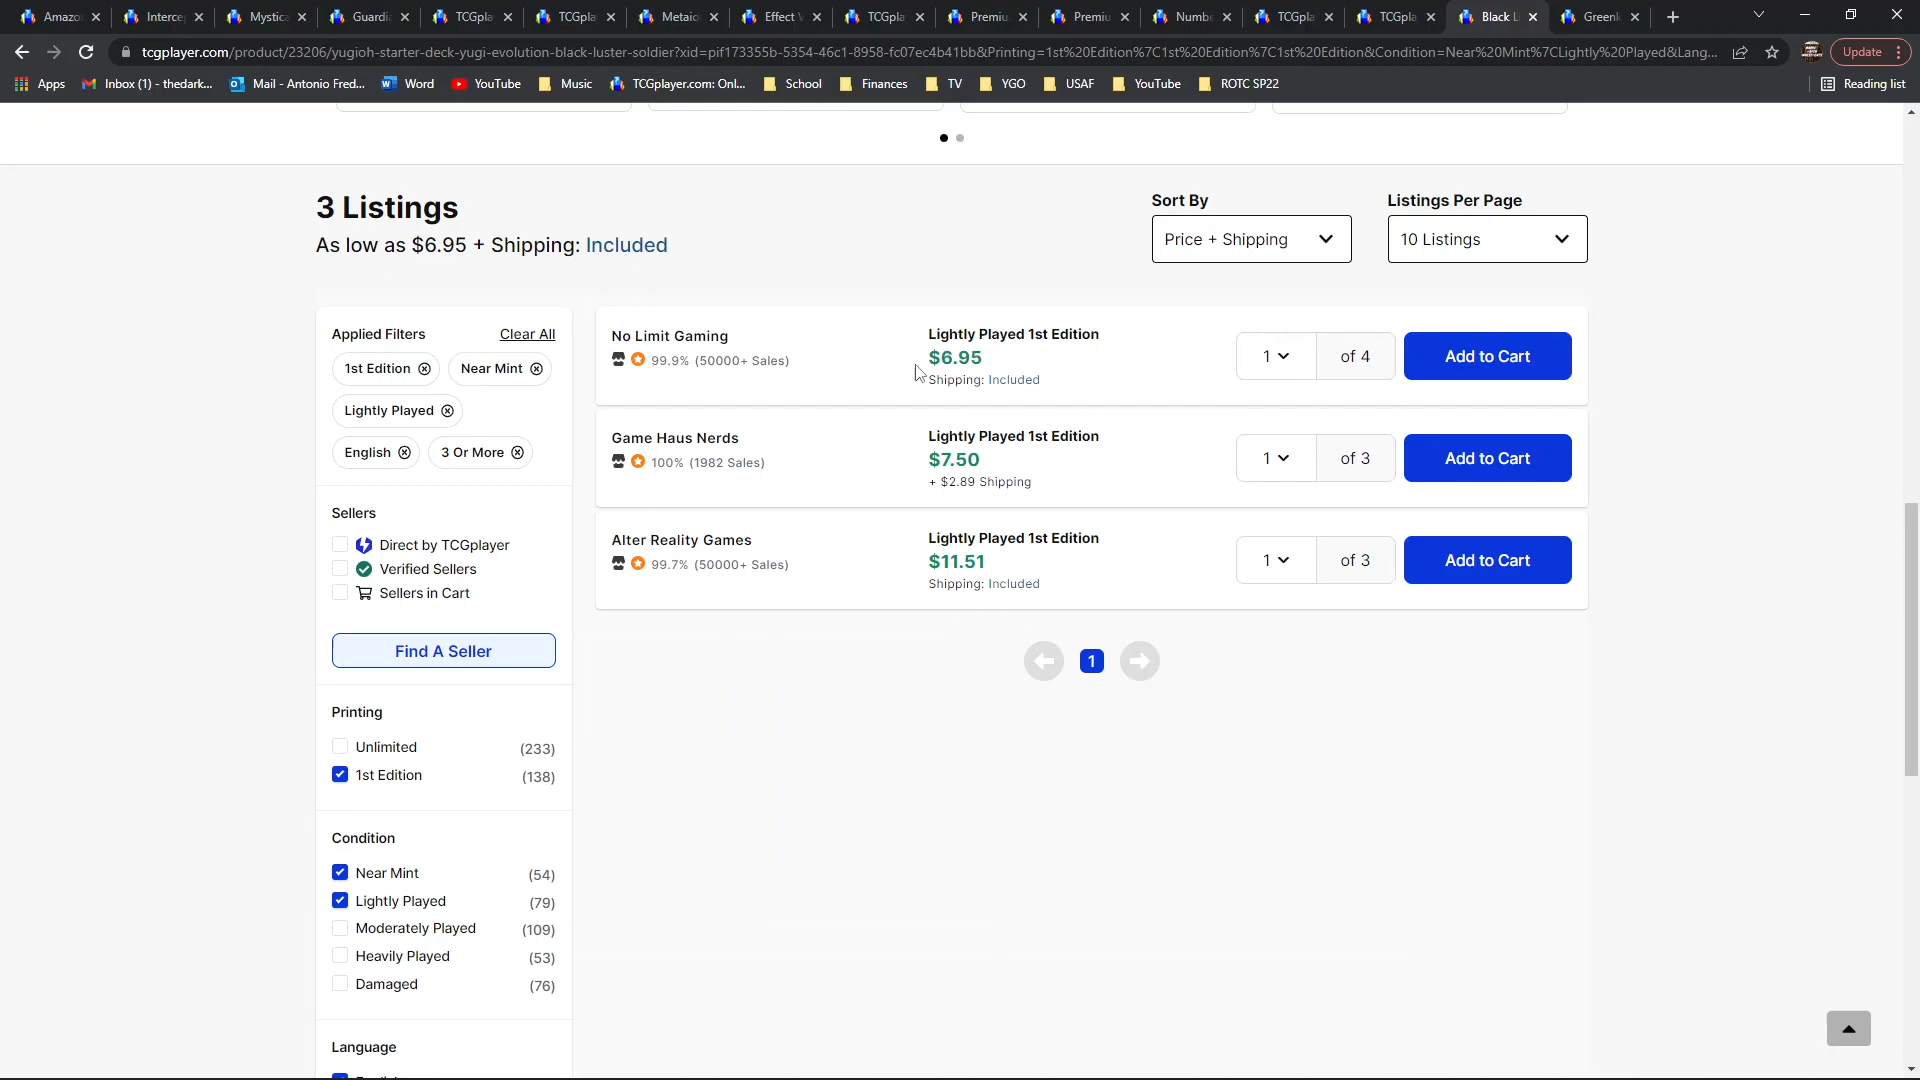 Amazo
Interce
Mystica
Guardia
TCGpla
TCGpla
Metaio
Effect V
TCGpla
Premiu
Premiu
Numbe
TCGpla
TCGpla
Black L
Greenk
tcgplayer.com/product/23206/yugioh-starter-deck-yugi-evolution-black-luster-soldier?xid=pif173355b-5354-46c1-8958-fc07ec4b41bb&Printing=1st%20Edition%7C1st%20Edition%7C1st%20Edition&Condition=Near%20Mint%7CLightly%20Played&Lang...
Update
Apps
Inbox (1) - thedark...
Mail - Antonio Fred...
Word
YouTube
Music
TCGplayer.com: Onl...
School
Finances
TV
YGO
USAF
YouTube
ROTC SP22
Reading list
3 Listings
As low as $6.95 + Shipping: Included
Sort By
Price + Shipping
Listings Per Page
10 Listings
Applied Filters
Clear All
1st Edition
Near Mint
Lightly Played
English
3 Or More
Sellers
Direct by TCGplayer
Verified Sellers
Sellers in Cart
Find A Seller
Printing
Unlimited (233)
1st Edition (138)
Condition
Near Mint (54)
Lightly Played (79)
Moderately Played (109)
Heavily Played (53)
Damaged (76)
Language
No Limit Gaming
99.9% (50000+ Sales)
Lightly Played 1st Edition
$6.95
Shipping: Included
1 of 4
Add to Cart
Game Haus Nerds
100% (1982 Sales)
Lightly Played 1st Edition
$7.50
+ $2.89 Shipping
1 of 3
Add to Cart
Alter Reality Games
99.7% (50000+ Sales)
Lightly Played 1st Edition
$11.51
Shipping: Included
1 of 3
Add to Cart
1